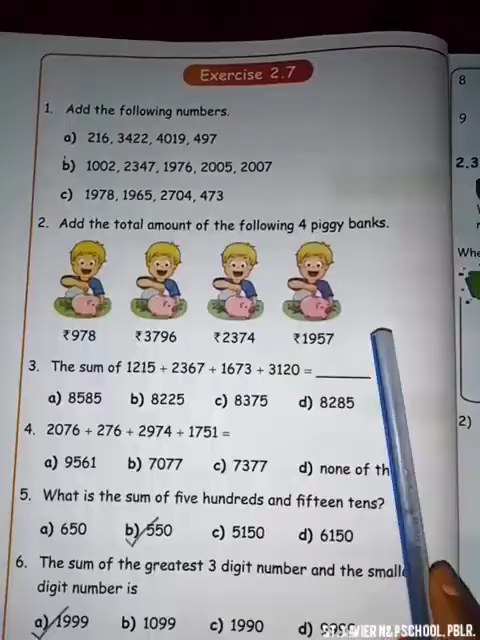 Exercise 2.7
1. Add the following numbers.
a) 216, 3422, 4019, 497
b) 1002, 2347, 1976, 2005, 2007
c) 1978, 1965, 2704, 473
2. Add the total amount of the following 4 piggy banks.
₹978 ₹3796 ₹2374 ₹1957
3. The sum of 1215 + 2367 + 1673 + 3120 = ______
a) 8585 b) 8225 c) 8375 d) 8285
4. 2076 + 276 + 2974 + 1751 =
a) 9561 b) 7077 c) 7377 d) none of th
5. What is the sum of five hundreds and fifteen tens?
a) 650 b) 550 c) 5150 d) 6150
6. The sum of the greatest 3 digit number and the smalle
digit number is
a) 1999 b) 1099 c) 1990 d)
8
9
2.3
Whe
2)
SCHOOL, PBLR.